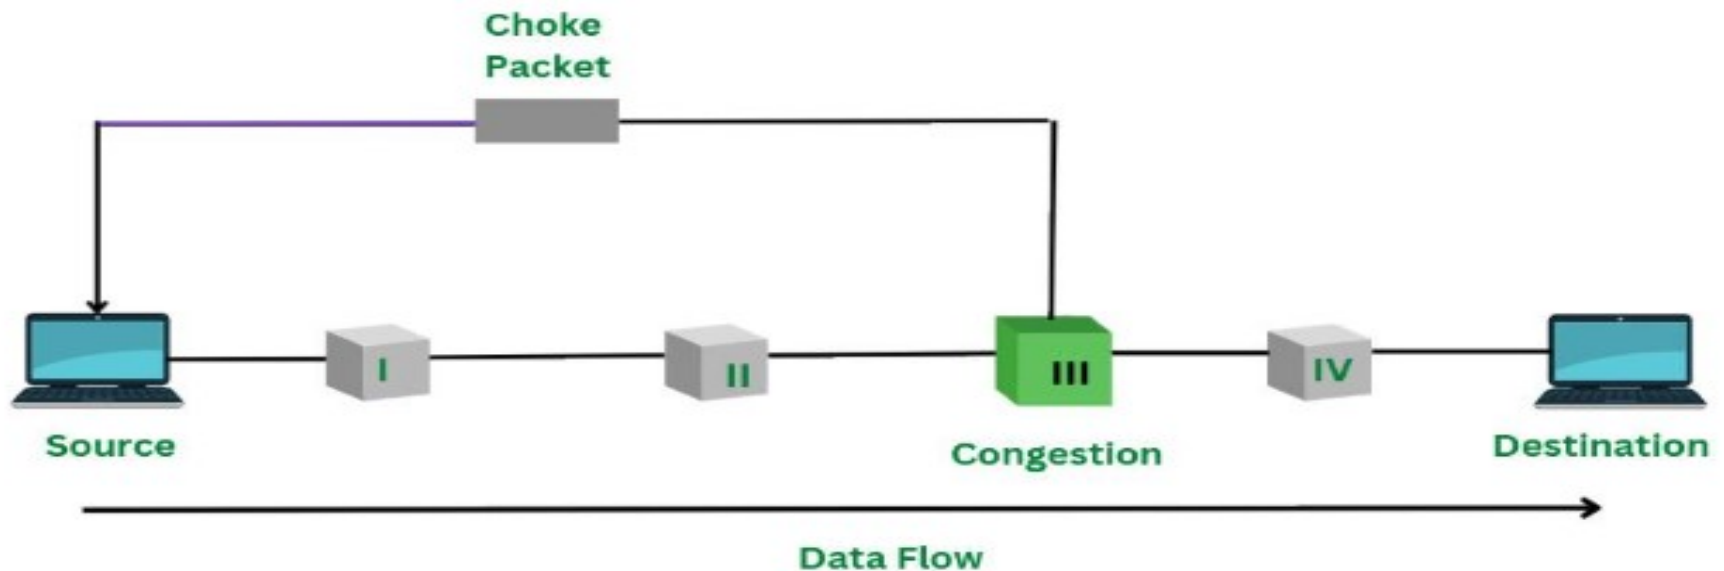 Choke
Packet
I
II
III
IV
Source
Congestion
Destination
Data Flow